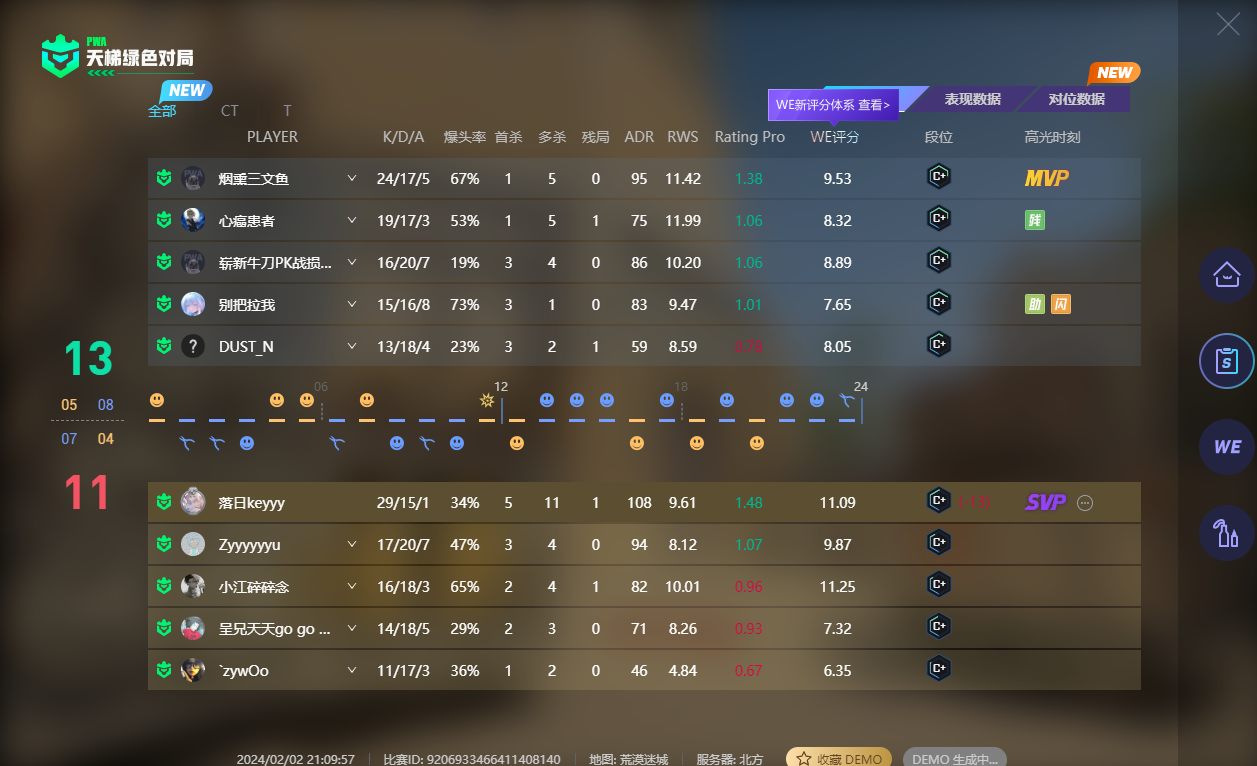 PWA
天梯绿色对局
NEW
全部 CT T
NEW
WE新评分体系 查看>
表现数据 对位数据
PLAYER K/D/A 爆头率 首杀 多杀 残局 ADR RWS Rating Pro WE评分 段位 高光时刻
烟熏三文鱼 24/17/5 67% 1 5 0 95 11.42 1.38 9.53 C+ MVP
心癌患者 19/17/3 53% 1 5 1 75 11.99 1.06 8.32 C+ 残
崭新牛刀PK战损... 16/20/7 19% 3 4 0 86 10.20 1.06 8.89 C+
别把拉我 15/16/8 73% 3 1 0 83 9.47 1.01 7.65 C+ 助 闪
? DUST_N 13/18/4 23% 3 2 1 59 8.59 0.78 8.05 C+
13
05 08
07 04
11
06 12 18 24
落日keyyy 29/15/1 34% 5 11 1 108 9.61 1.48 11.09 C+ (-15) SVP
Zyyyyyyu 17/20/7 47% 3 4 0 94 8.12 1.07 9.87 C+
小江碎碎念 16/18/3 65% 2 4 1 82 10.01 0.96 11.25 C+
呈兄天天go go ... 14/18/5 29% 2 3 0 71 8.26 0.93 7.32 C+
`zywOo 11/17/3 36% 1 2 0 46 4.84 0.67 6.35 C+
S
WE
2024/02/02 21:09:57 比赛ID: 9206933466411408140 地图: 荒漠迷城 服务器: 北方 收藏 DEMO DEMO 生成中...